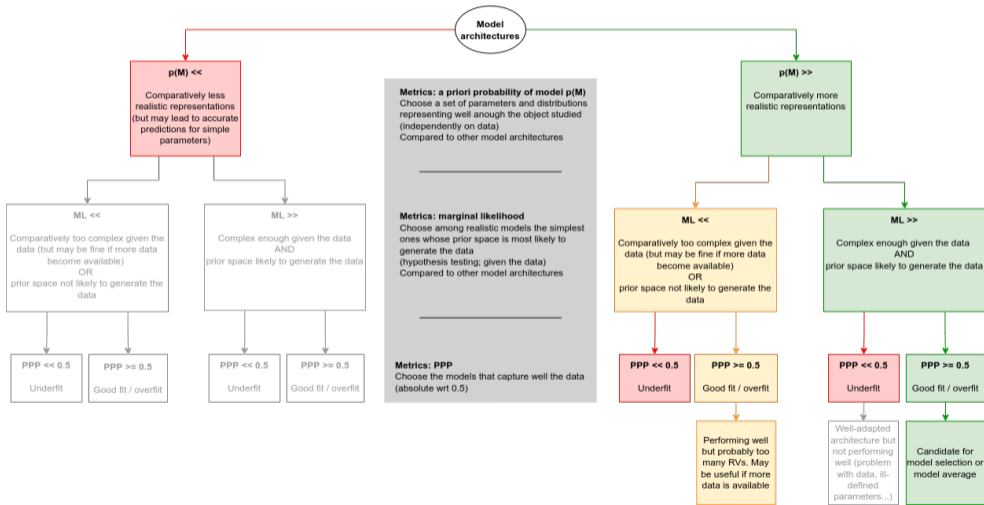 Model
architectures
p(M) <<
Comparatively less
realistic representations
(but may lead to accurate
predictions for simple
parameters)
Metrics: a priori probability of model p(M)
Choose a set of parameters and distributions
representing well anough the object studied
(independently on data)
Compared to other model architectures
p(M) >>
Comparatively more
realistic representations
ML <<
Comparatively too complex given the
data (but may be fine if more data
become available)
OR
prior space not likely to generate the
data
ML >>
Complex enough given the data
AND
prior space likely to generate the data
Metrics: marginal likelihood
Choose among realistic models the simplest
ones whose prior space is most likely to
generate the data
(hypothesis testing; given the data)
Compared to other model architectures
ML <<
Comparatively too complex given the
data (but may be fine if more data
become available)
OR
prior space not likely to generate the
data
ML >>
Complex enough given the data
AND
prior space likely to generate the data
PPP << 0.5
Underfit
PPP >= 0.5
Good fit / overfiit
PPP << 0.5
Underfit
PPP >= 0.5
Good fit / overfiit
Metrics: PPP
Choose the models that capture well the data
(absolute wrt 0.5)
PPP << 0.5
Underfit
PPP >= 0.5
Good fit / overfit
PPP << 0.5
Underfit
PPP >= 0.5
Good fit / overfit
Performing well
but probably too
many RVs. May
be useful if more
data is available
Well-adapted
architecture but
not performing
well (problem
with data, ill-
defined
parameters...)
Candidate for
model selection or
model average